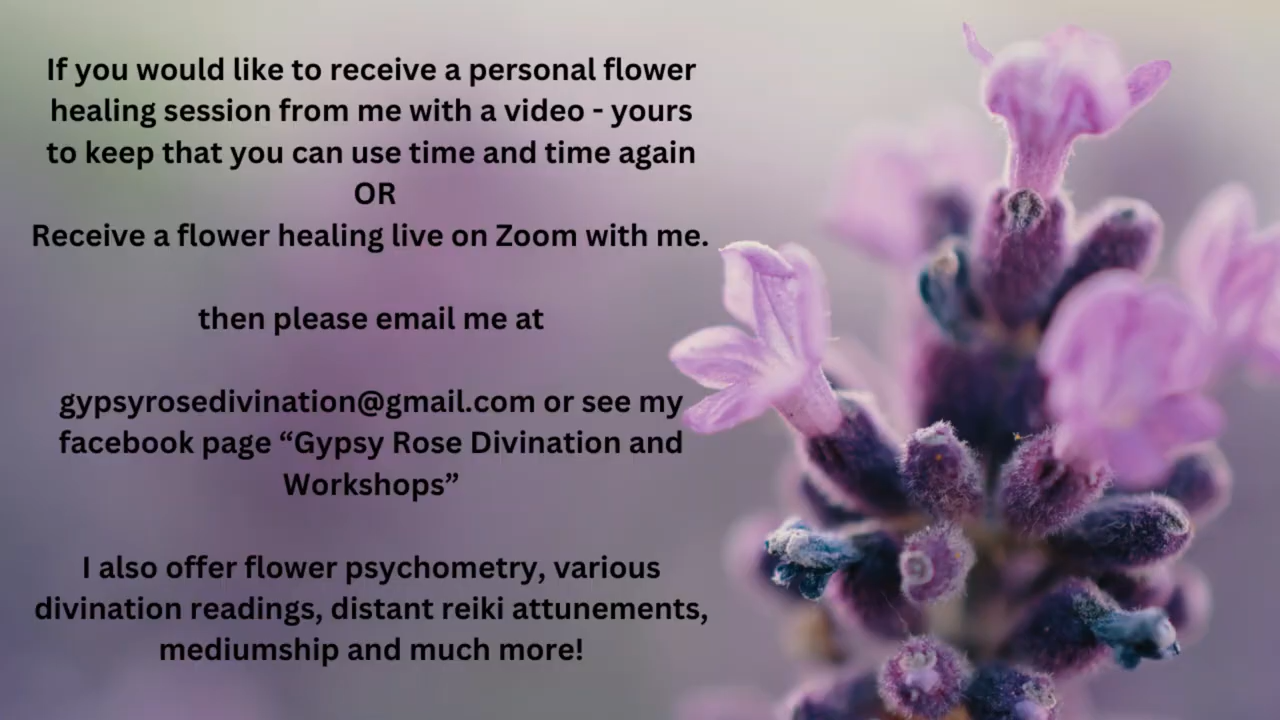 If you would like to receive a personal flower
healing session from me with a video - yours
to keep that you can use time and time again
OR
Receive a flower healing live on Zoom with me.
then please email me at
gypsyrosedivination@gmail.com or see my
facebook page “Gypsy Rose Divination and
Workshops”
I also offer flower psychometry, various
divination readings, distant reiki attunements,
mediumship and much more!